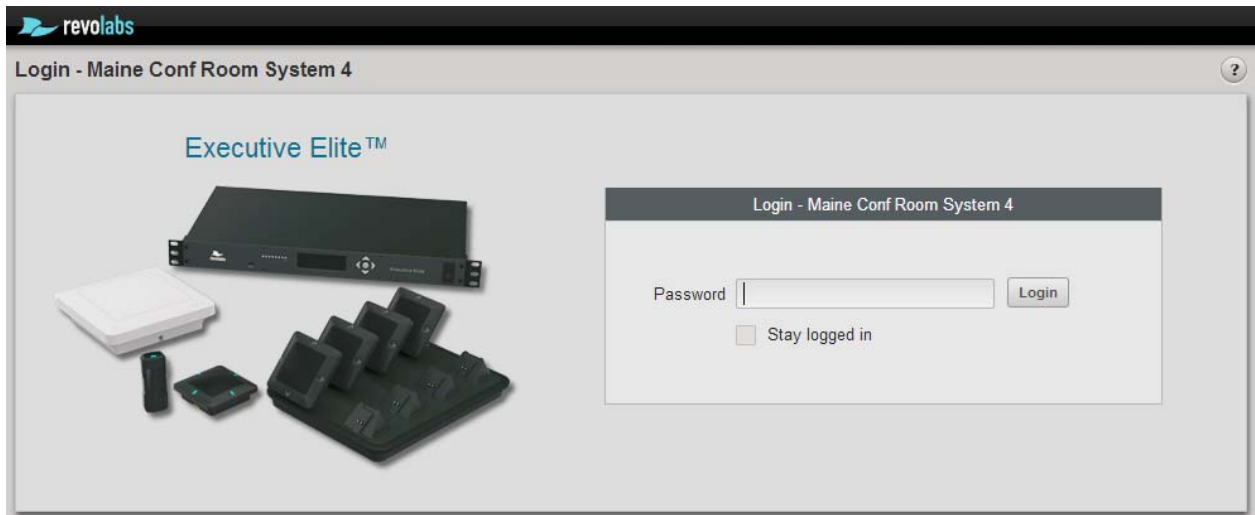 revolabs
Login - Maine Conf Room System 4
?
Executive Elite™
Login - Maine Conf Room System 4
Password
Login
Stay logged in